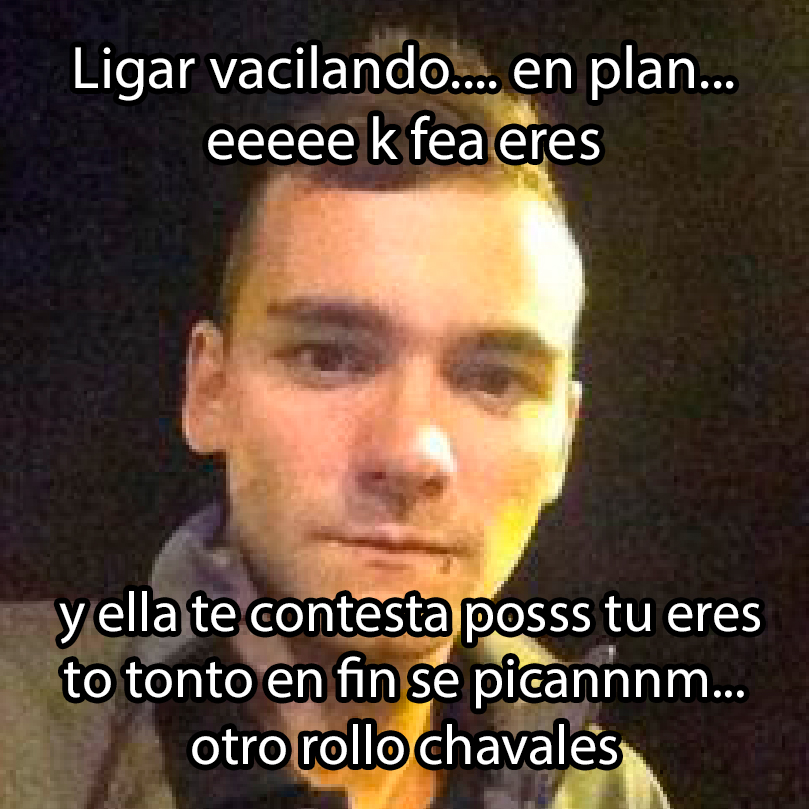 Ligar vacilando.... en plan...
eeeee k fea eres
y ella te contesta posss tu eres
to tonto en fin se picannnm...
otro rollo chavales